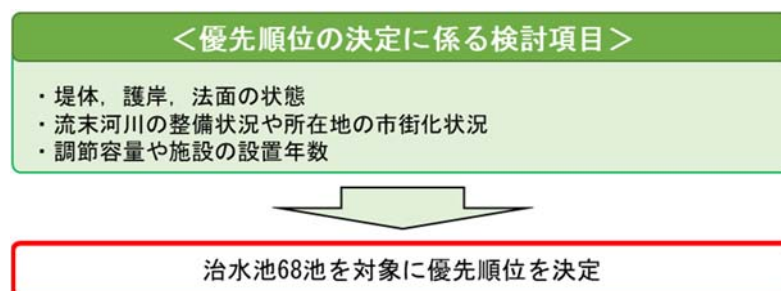 ＜優先順位の決定に係る検討項目＞
・堤体，護岸，法面の状態
・流末河川の整備状況や所在地の市街化状況
・調節容量や施設の設置年数
治水池68池を対象に優先順位を決定